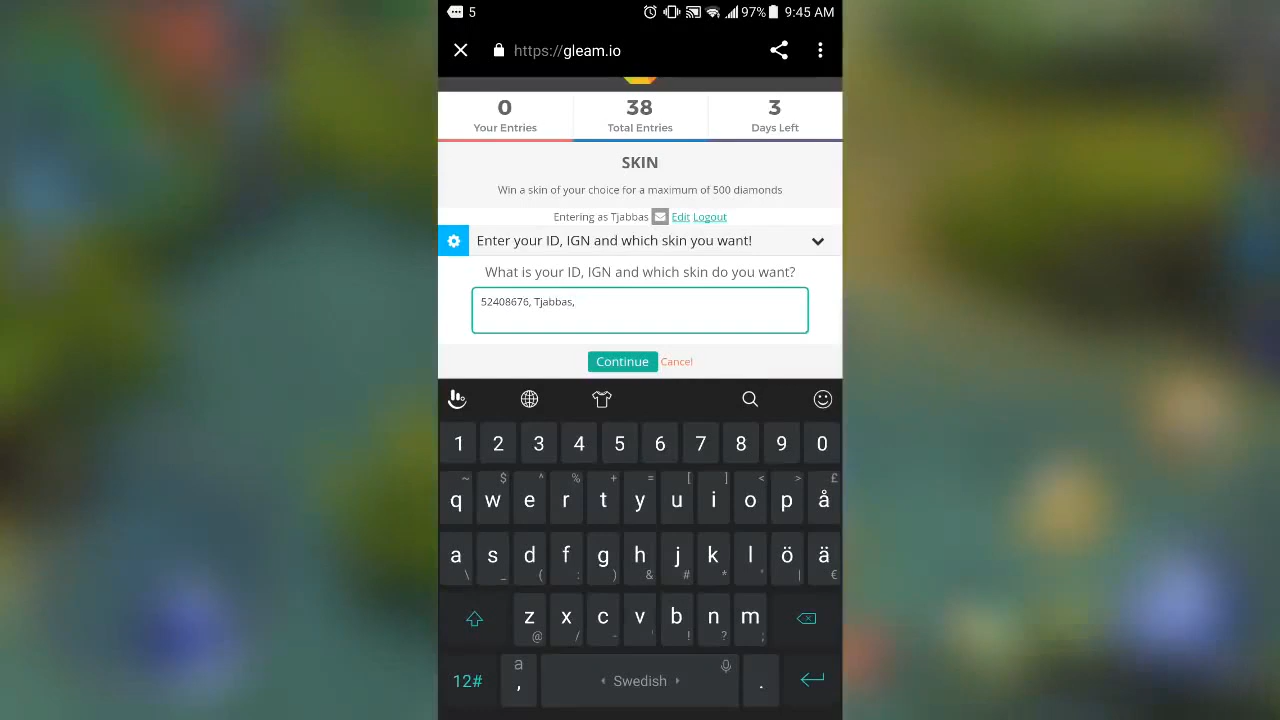 5 97% 9:45 AM
https://gleam.io
0 38 3
Your Entries Total Entries Days Left
SKIN
Win a skin of your choice for a maximum of 500 diamonds
Entering as Tjabbas Edit Logout
Enter your ID, IGN and which skin you want!
What is your ID, IGN and which skin do you want?
52408676, Tjabbas,
Continue Cancel
1 2 3 4 5 6 7 8 9 0
~ $ ^ % + = [ ] < > £
q w e r t y u i o p å
a s d f g h j k l ö ä
\ _ { : ) & # * " | €
z x c v b n m
@ / - ' ! ? ;
12# a , Swedish .